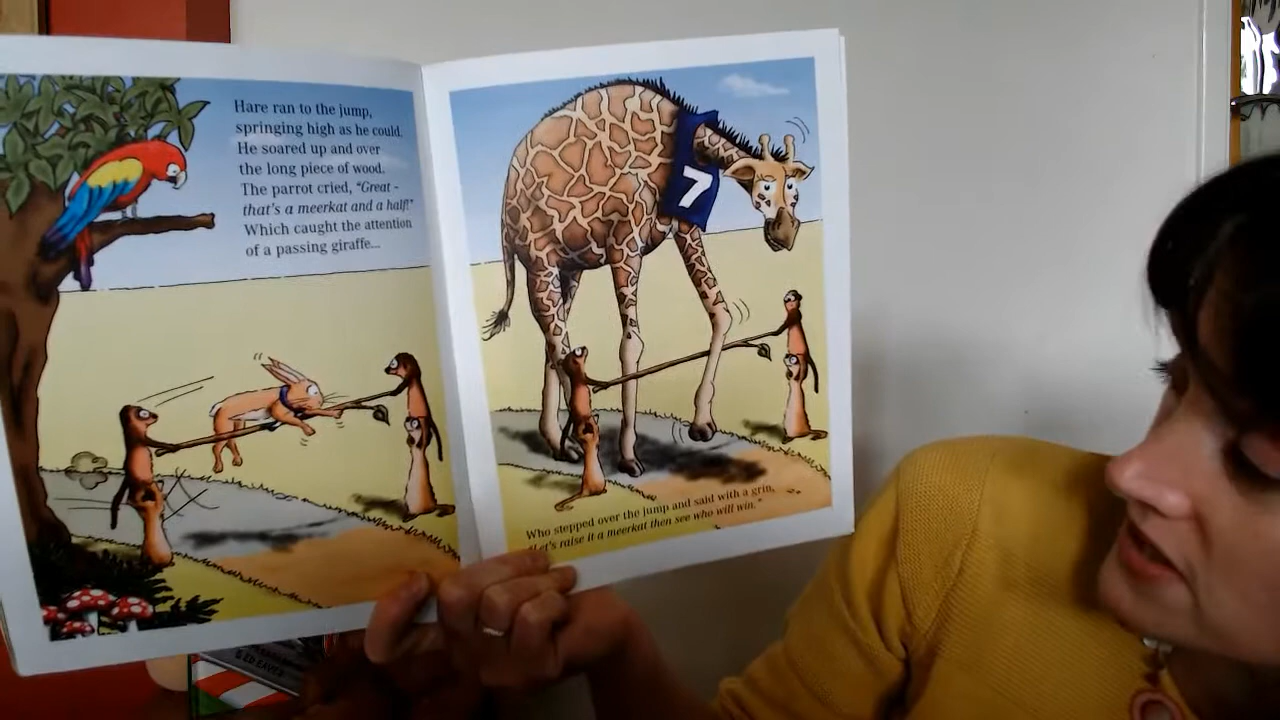 Hare ran to the jump,
springing high as he could.
He soared up and over
the long piece of wood.
The parrot cried, "Great -
that's a meerkat and a half!"
Which caught the attention
of a passing giraffe...
7
Who stepped over the jump and said with a grin,
"Let's raise it a meerkat then see who will win."
& ED EAVES